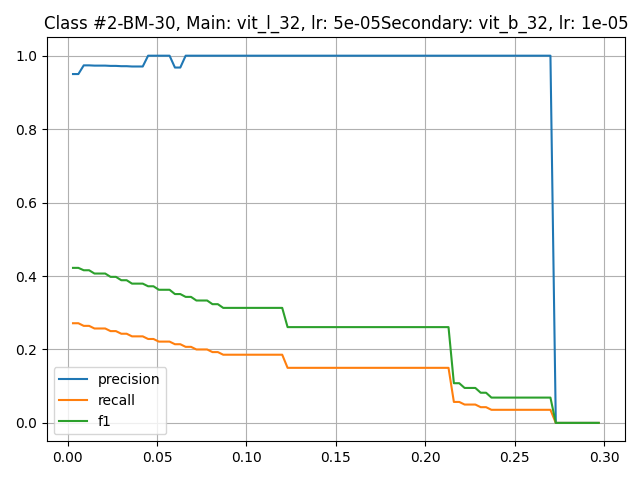 Class #2-BM-30, Main: vit_l_32, lr: 5e-05Secondary: vit_b_32, lr: 1e-05
1.0
0.8
0.6
0.4
0.2
0.0
precision
recall
f1
0.00 0.05 0.10 0.15 0.20 0.25 0.30